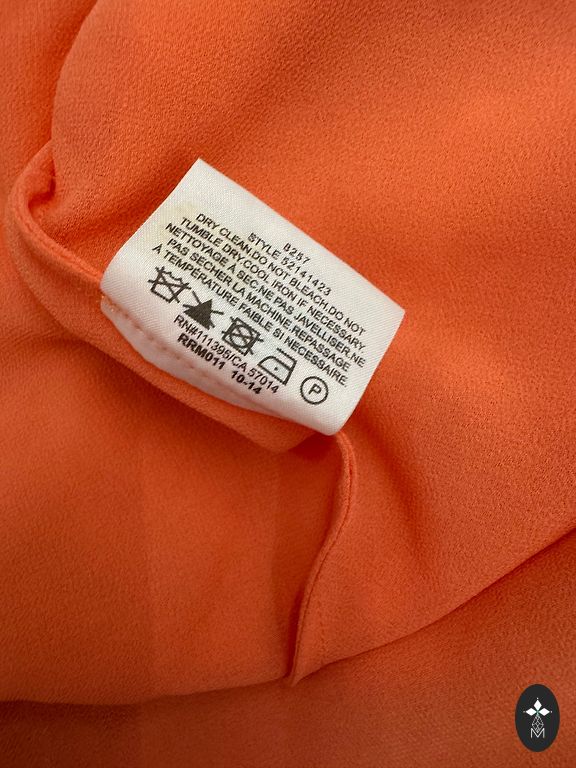 8257
STYLE 52141423
DRY CLEAN.DO NOT BLEACH.DO NOT
TUMBLE DRY.COOL IRON IF NECESSARY.
NETTOYAGE À SEC.NE PAS JAVELLISER.NE
PAS SECHER LA MACHINE.REPASSAGE
À TEMPÉRATURE FAIBLE SI NECESSAIRE.
P
RN#111395/CA 57014
RRM011 10-14
M